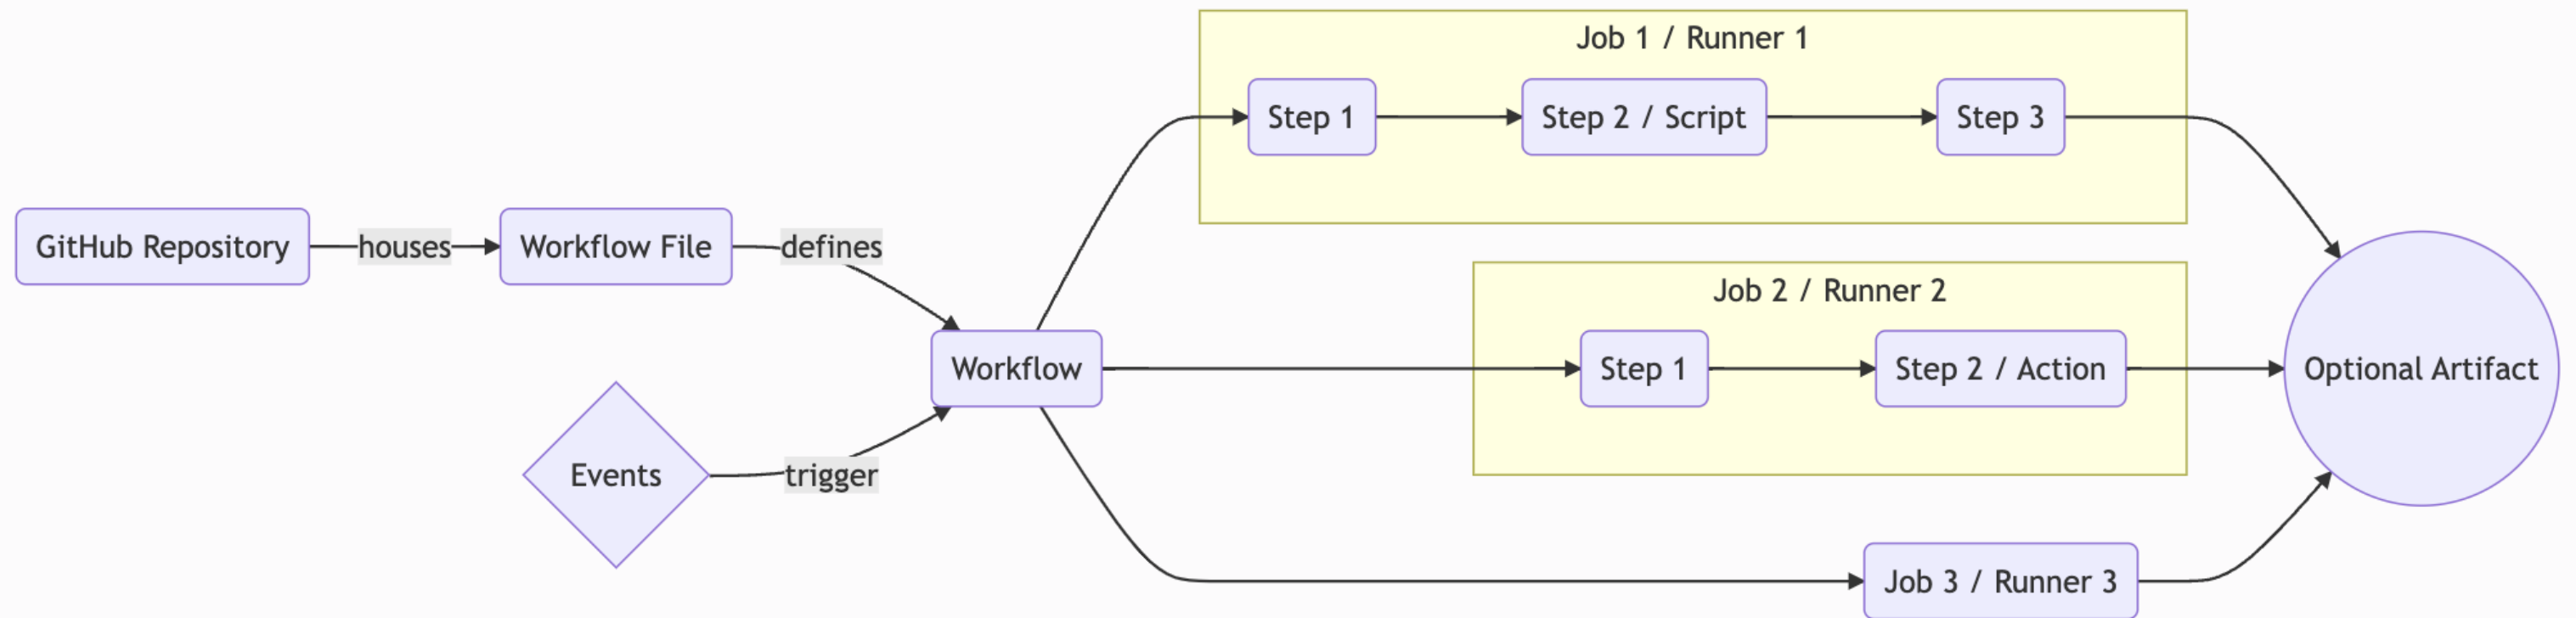 Job 1 / Runner 1
Step 1
Step 2 / Script
Step 3
GitHub Repository
houses
Workflow File
defines
Job 2 / Runner 2
Workflow
Step 1
Step 2 / Action
Optional Artifact
Events
trigger
Job 3 / Runner 3